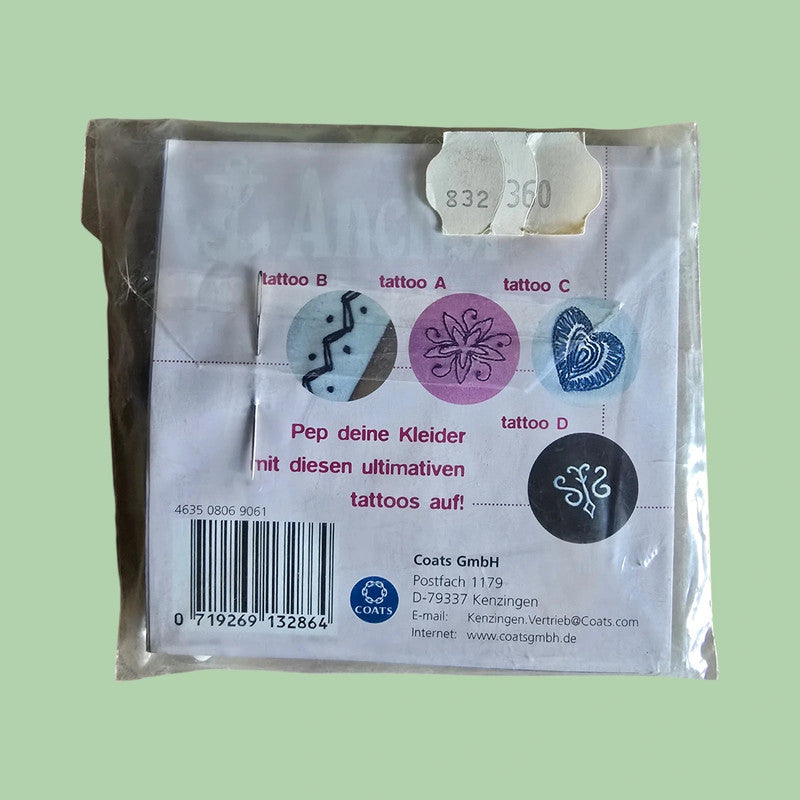 832 360
Anchor
tattoo B
tattoo A
tattoo C
Pep deine Kleider
mit diesen ultimativen
tattoos auf!
tattoo D
4635 0806 9061
0 719269 132864
COATS
Coats GmbH
Postfach 1179
D-79337 Kenzingen
E-mail: Kenzingen.Vertrieb@Coats.com
Internet: www.coatsgmbh.de